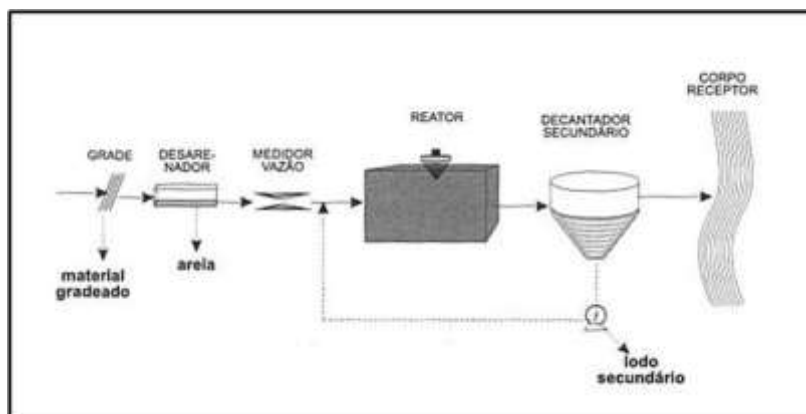 CORPO
RECEPTOR
REATOR
DECANTADOR
SECUNDÁRIO
GRADE
DESARE-
NADOR
MEDIDOR
VAZÃO
material
gradeado
areia
lodo
secundário